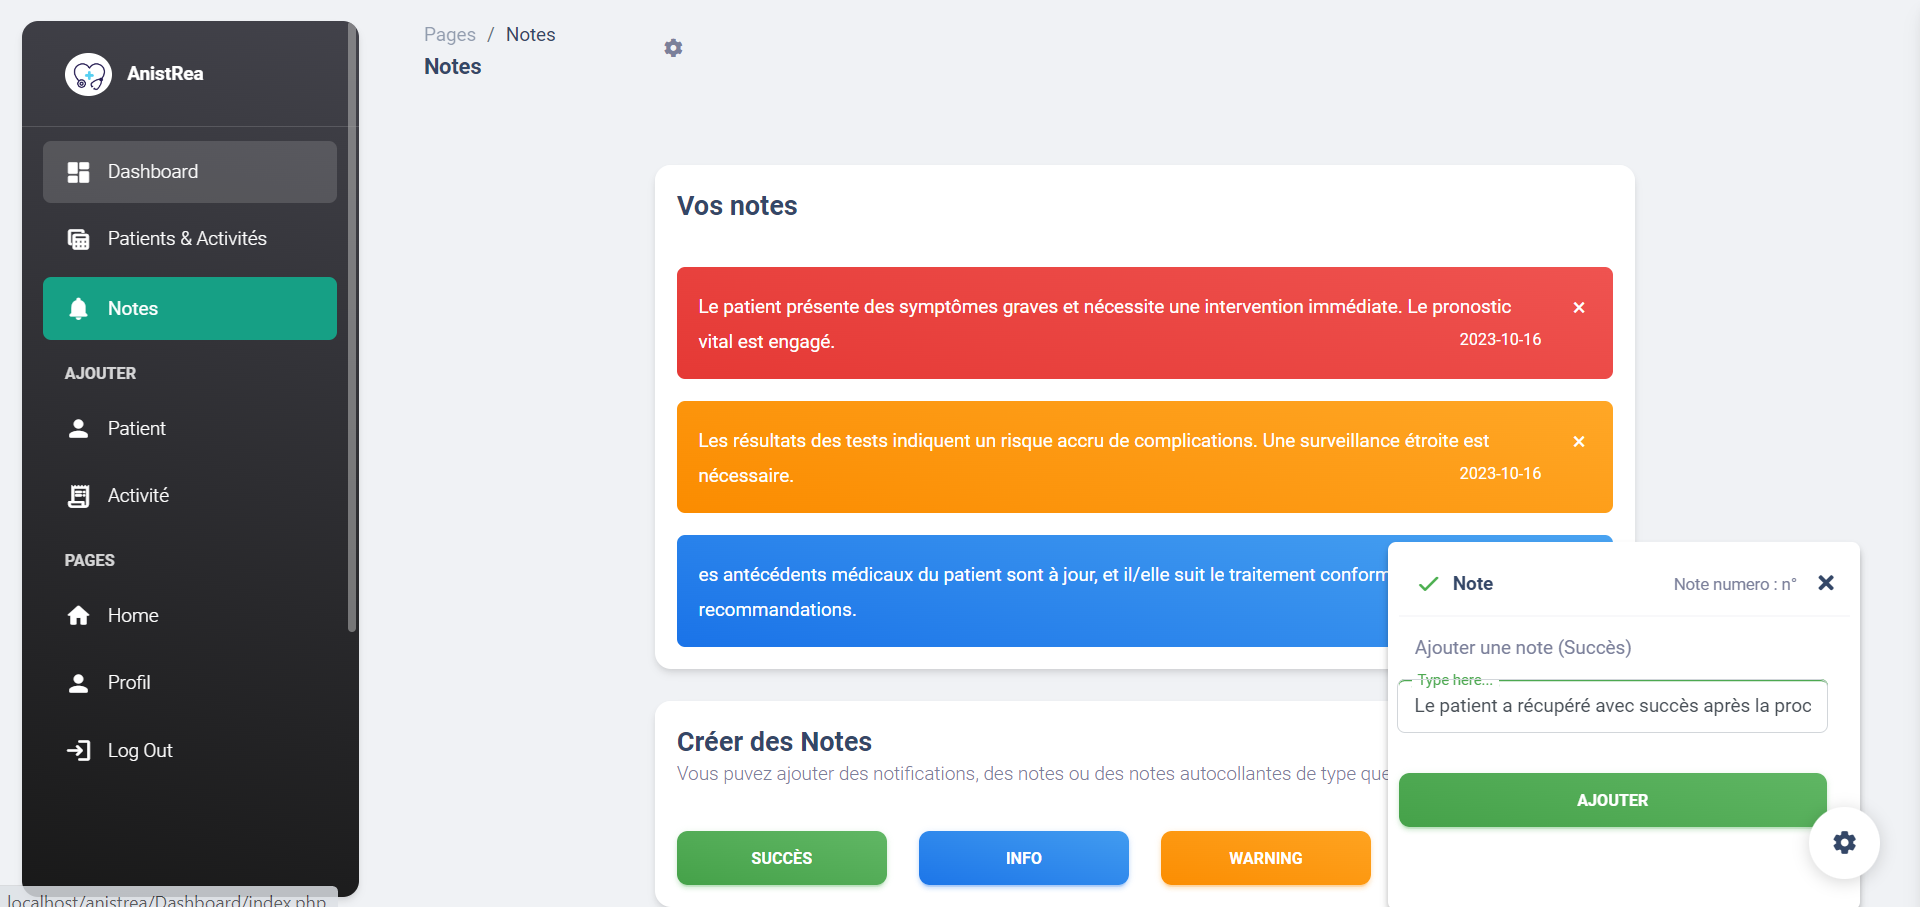 AnistRea
Dashboard
Patients & Activités
Notes
AJOUTER
Patient
Activité
PAGES
Home
Profil
Log Out
localhost/anistrea/Dashboard/index.php
Pages / Notes
Notes
Vos notes
Le patient présente des symptômes graves et nécessite une intervention immédiate. Le pronostic
vital est engagé.
2023-10-16
Les résultats des tests indiquent un risque accru de complications. Une surveillance étroite est
nécessaire.
2023-10-16
es antécédents médicaux du patient sont à jour, et il/elle suit le traitement conform
recommandations.
Créer des Notes
Vous puvez ajouter des notifications, des notes ou des notes autocollantes de type que
SUCCÈS
INFO
WARNING
Note
Note numero : n°
Ajouter une note (Succès)
Type here...
Le patient a récupéré avec succès après la proc
AJOUTER